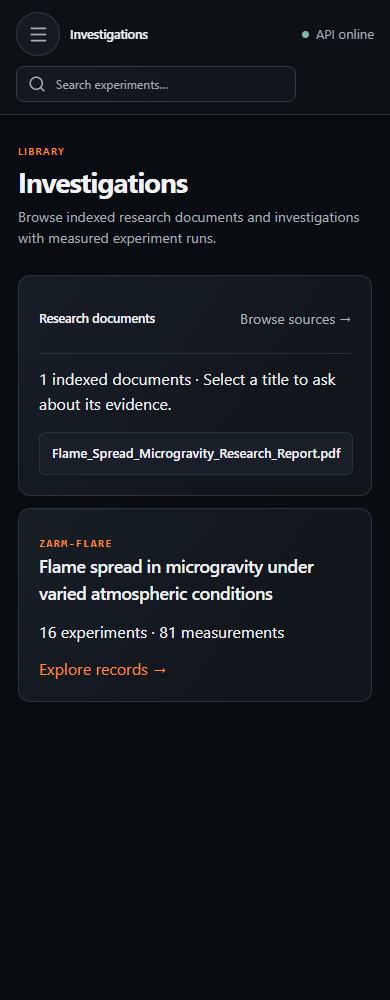 Investigations
API online
Search experiments...
LIBRARY
Investigations
Browse indexed research documents and investigations
with measured experiment runs.
Research documents
Browse sources →
1 indexed documents · Select a title to ask
about its evidence.
Flame_Spread_Microgravity_Research_Report.pdf
ZARM-FLARE
Flame spread in microgravity under
varied atmospheric conditions
16 experiments · 81 measurements
Explore records →